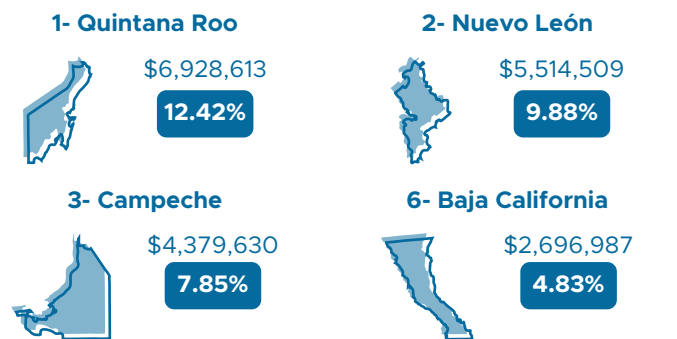 1- Quintana Roo
$6,928,613
12.42%
2- Nuevo León
$5,514,509
9.88%
3- Campeche
$4,379,630
7.85%
6- Baja California
$2,696,987
4.83%